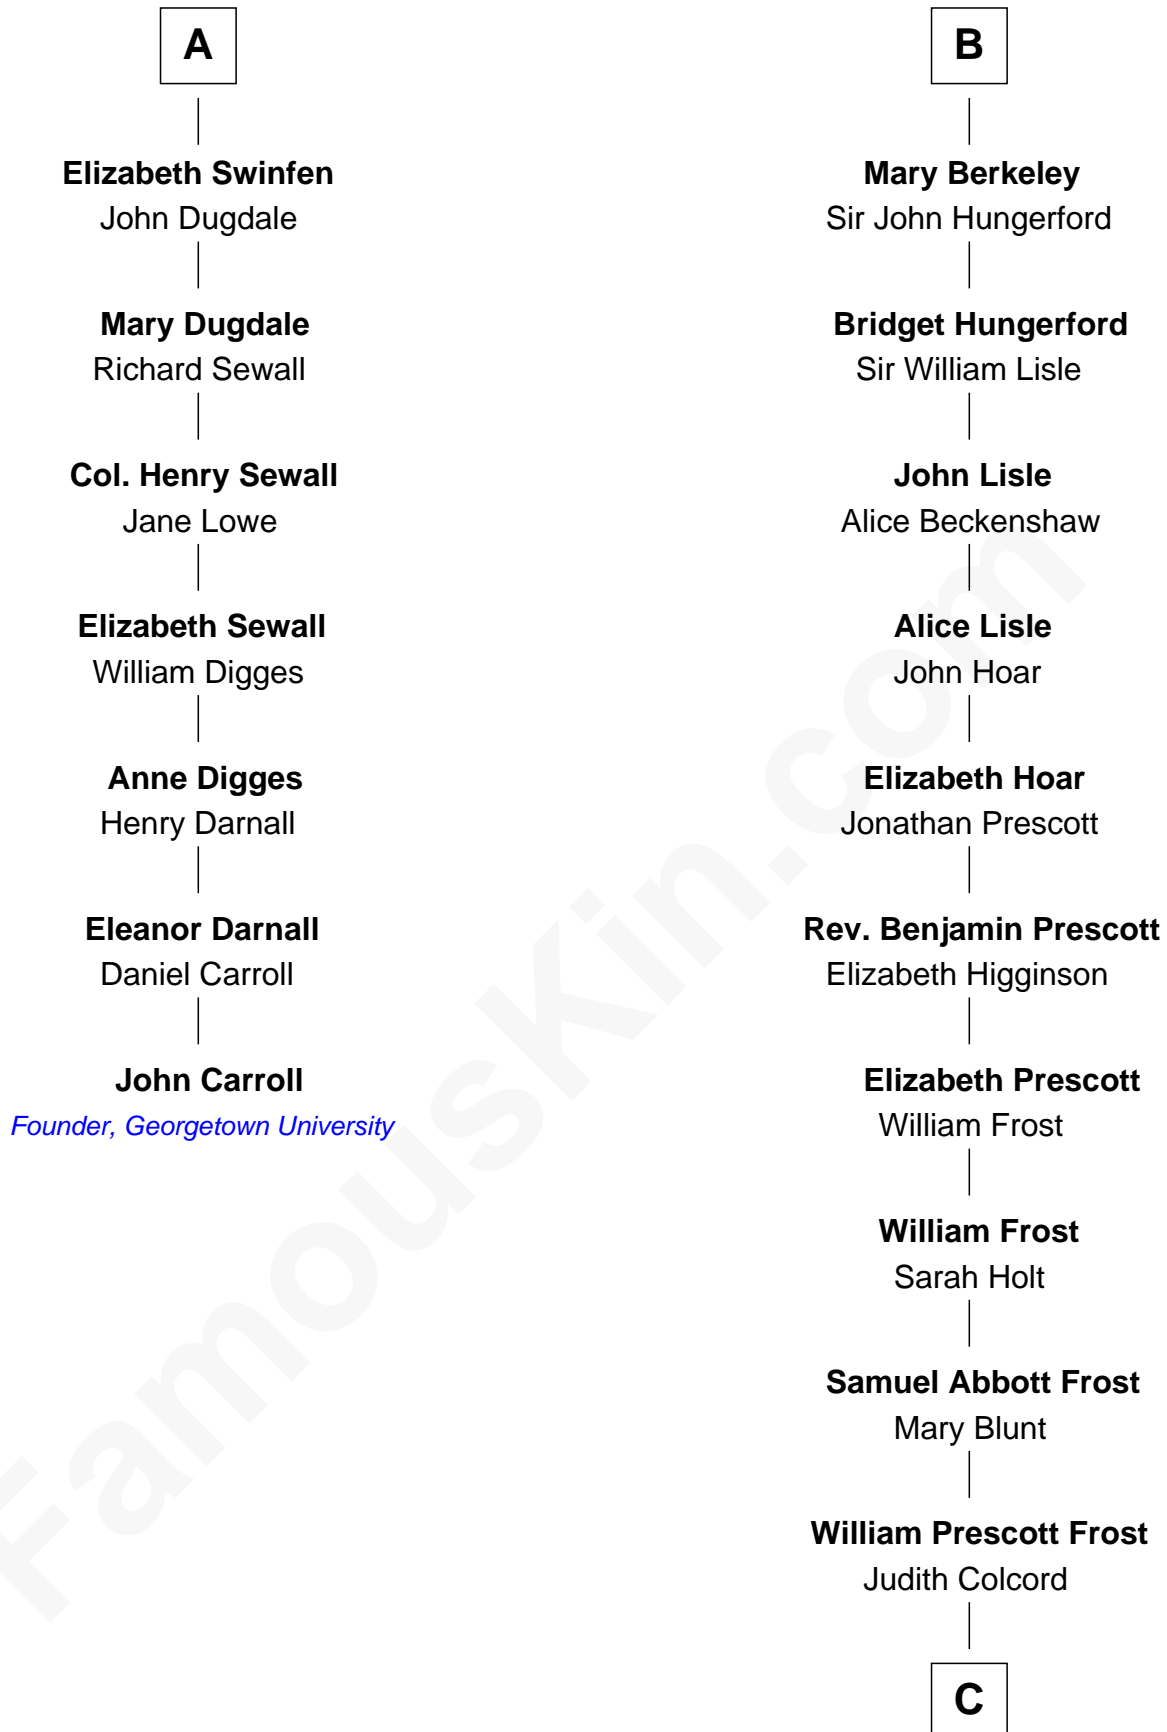 A
Elizabeth Swinfen
John Dugdale
Mary Dugdale
Richard Sewall
Col. Henry Sewall
Jane Lowe
Elizabeth Sewall
William Digges
Anne Digges
Henry Darnall
Eleanor Darnall
Daniel Carroll
John Carroll
Founder, Georgetown University
B
Mary Berkeley
Sir John Hungerford
Bridget Hungerford
Sir William Lisle
John Lisle
Alice Beckenshaw
Alice Lisle
John Hoar
Elizabeth Hoar
Jonathan Prescott
Rev. Benjamin Prescott
Elizabeth Higginson
Elizabeth Prescott
William Frost
William Frost
Sarah Holt
Samuel Abbott Frost
Mary Blunt
William Prescott Frost
Judith Colcord
C
FamousKin.com